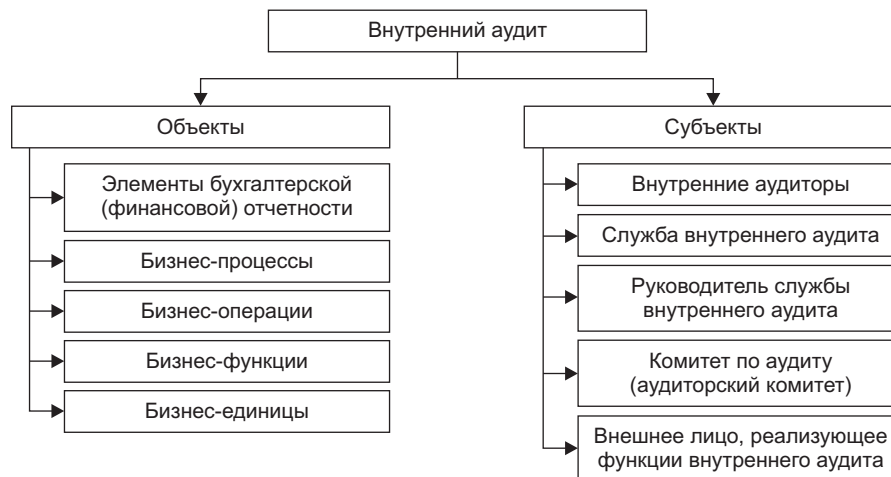 Внутренний аудит
Объекты
Элементы бухгалтерской
(финансовой) отчетности
Бизнес-процессы
Бизнес-операции
Бизнес-функции
Бизнес-единицы
Субъекты
Внутренние аудиторы
Служба внутреннего аудита
Руководитель службы
внутреннего аудита
Комитет по аудиту
(аудиторский комитет)
Внешнее лицо, реализующее
функции внутреннего аудита